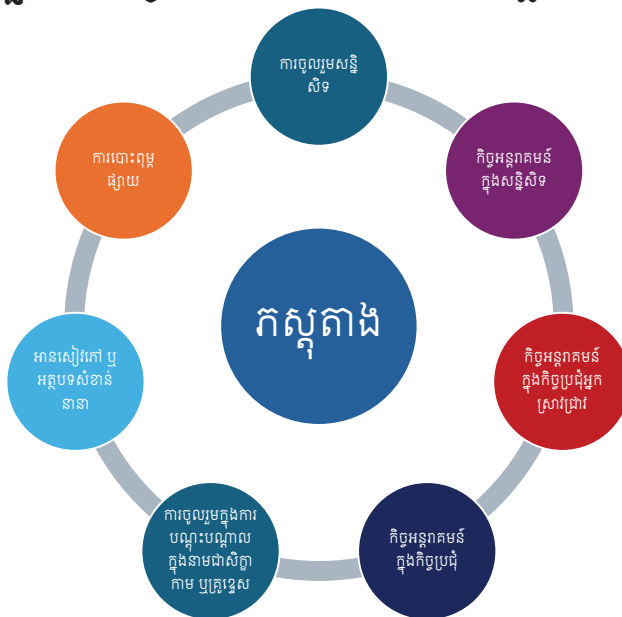 ការចូលរួមសន្និ
សិទ
កិច្ចអន្តរាគមន៍
ក្នុងសន្និសិទ
កិច្ចអន្តរាគមន៍
ក្នុងកិច្ចប្រជុំអ្នក
ស្រាវជ្រាវ
កិច្ចអន្តរាគមន៍
ក្នុងកិច្ចប្រជុំ
ការចូលរួមក្នុងការ
បណ្តុះបណ្តាល
ក្នុងនាមជាសិក្ខា
កាម ឬគ្រូឧទ្ទេស
អានសៀវភៅ ឬ
អត្ថបទសំខាន់
នានា
ការបោះពុម្ព
ផ្សាយ
ភស្តុតាង